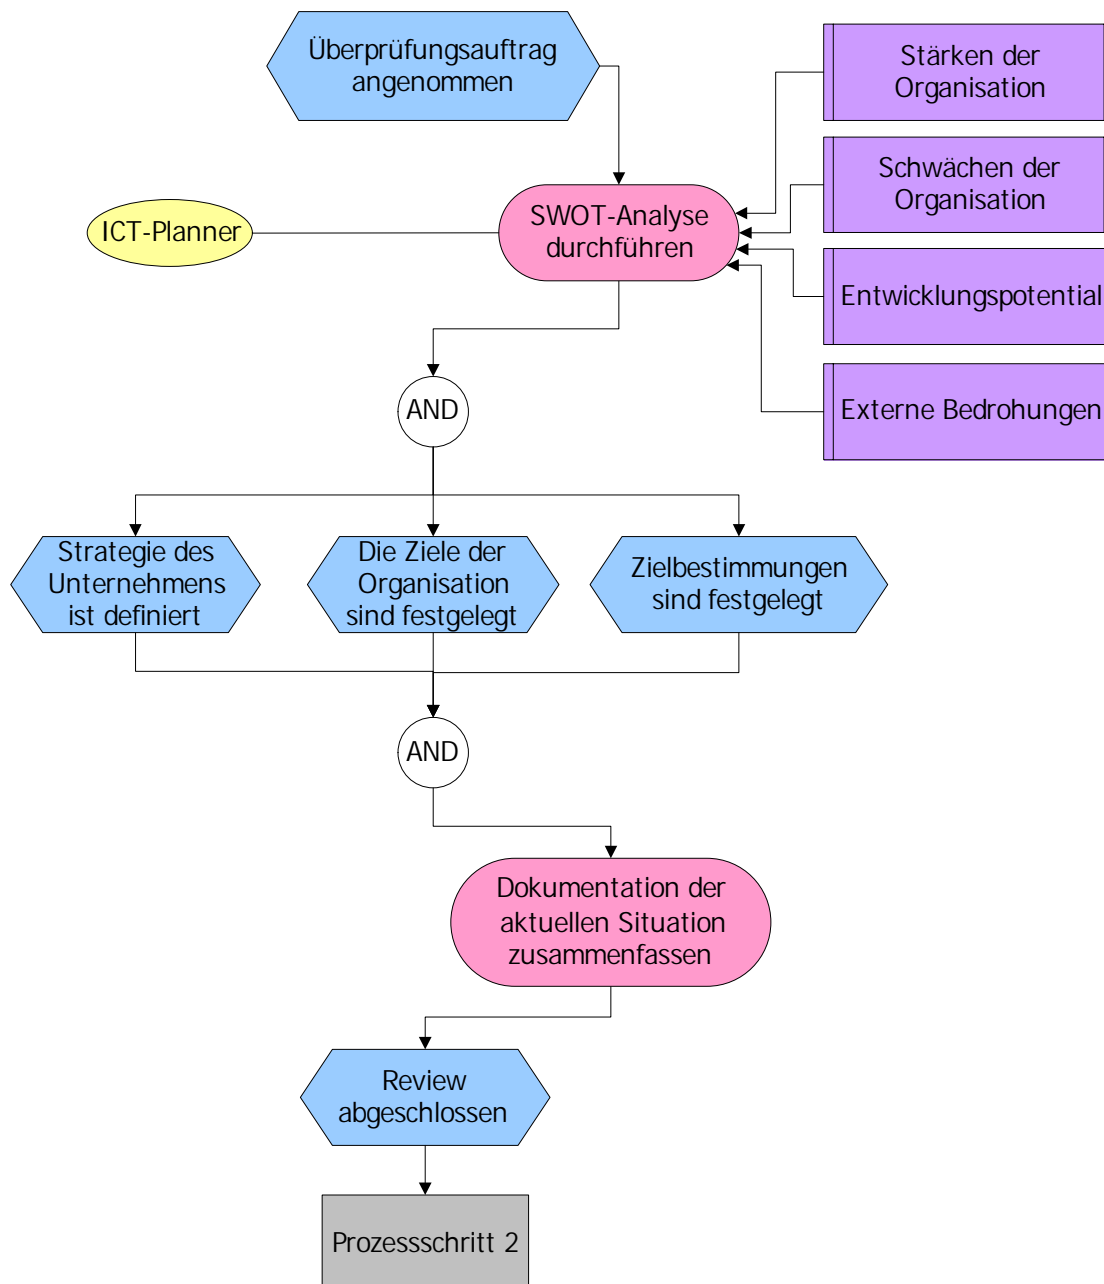 Überprüfungsauftrag
angenommen
Stärken der
Organisation
Schwächen der
Organisation
ICT-Planner
SWOT-Analyse
durchführen
Entwicklungspotential
Externe Bedrohungen
AND
Strategie des
Unternehmens
ist definiert
Die Ziele der
Organisation
sind festgelegt
Zielbestimmungen
sind festgelegt
AND
Dokumentation der
aktuellen Situation
zusammenfassen
Review
abgeschlossen
Prozessschritt 2